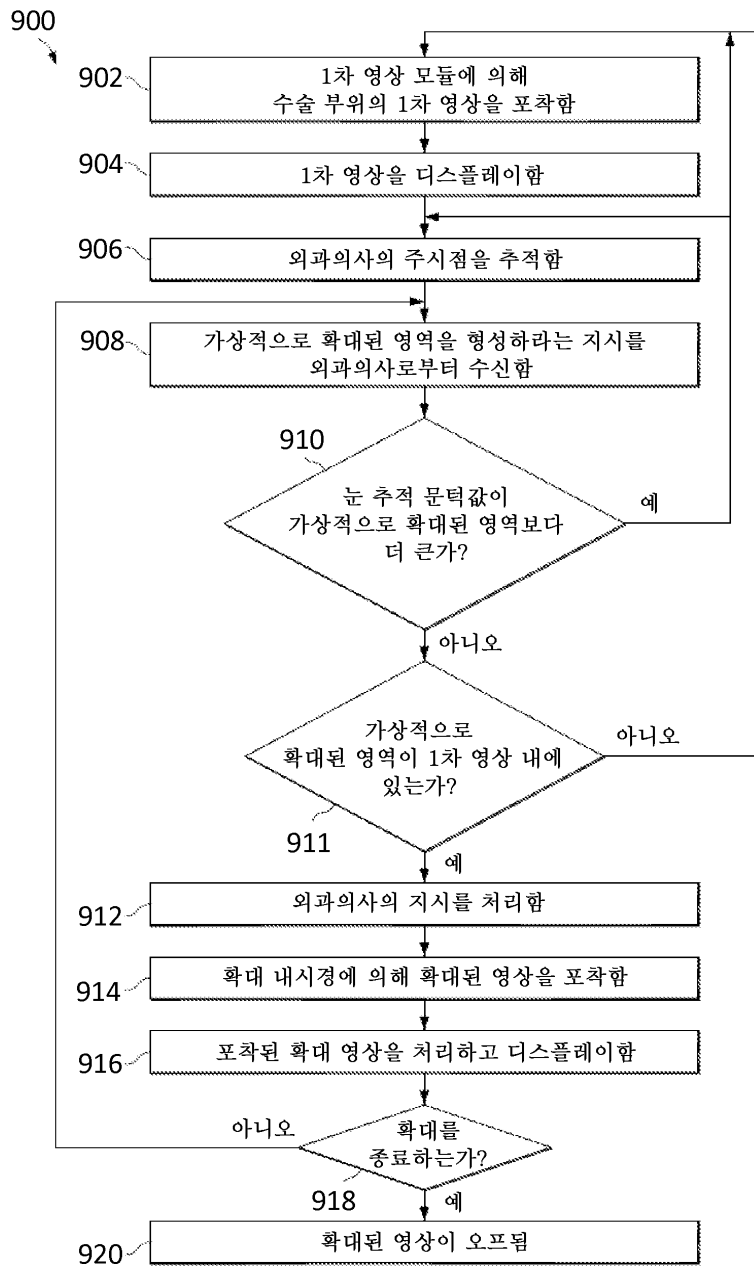 900
902
1차 영상 모듈에 의해
수술 부위의 1차 영상을 포착함
904
1차 영상을 디스플레이함
906
외과의사의 주시점을 추적함
908
가상적으로 확대된 영역을 형성하라는 지시를
외과의사로부터 수신함
910
눈 추적 문턱값이
가상적으로 확대된 영역보다
더 큰가?
예
아니오
가상적으로
확대된 영역이 1차 영상 내에
있는가?
아니오
911
예
912
외과의사의 지시를 처리함
914
확대 내시경에 의해 확대된 영상을 포착함
916
포착된 확대 영상을 처리하고 디스플레이함
아니오
확대를
종료하는가?
918
예
920
확대된 영상이 오프됨